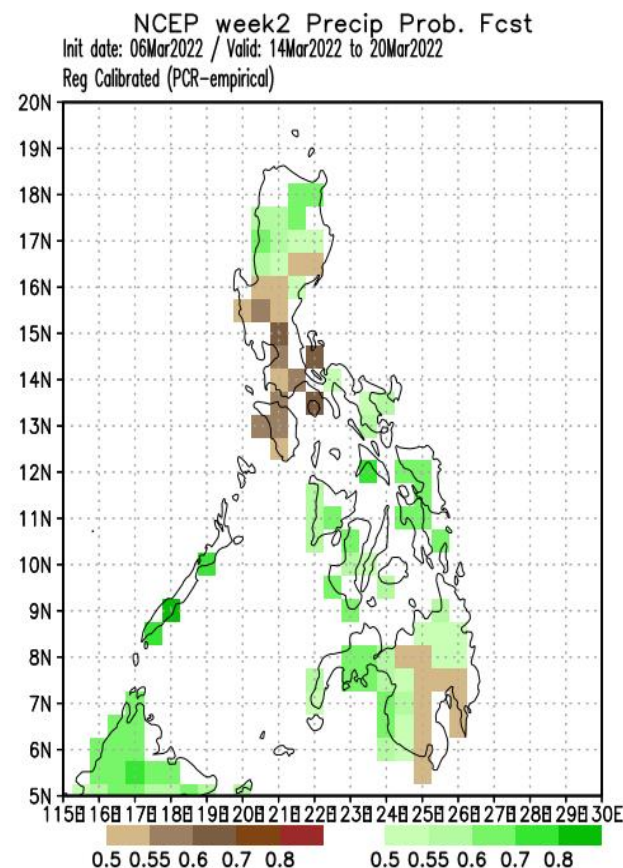 NCEP week2 Precip Prob. Fcst
Init date: 06Mar2022 / Valid: 14Mar2022 to 20Mar2022
Reg Calibrated (PCR-empirical)
20N
19N
18N
17N
16N
15N
14N
13N
12N
11N
10N
9N
8N
7N
6N
5N
115E 116E 117E 118E 119E 120E 121E 122E 123E 124E 125E 126E 127E 128E 129E 130E
0.5 0.55 0.6 0.7 0.8 0.5 0.55 0.6 0.7 0.8